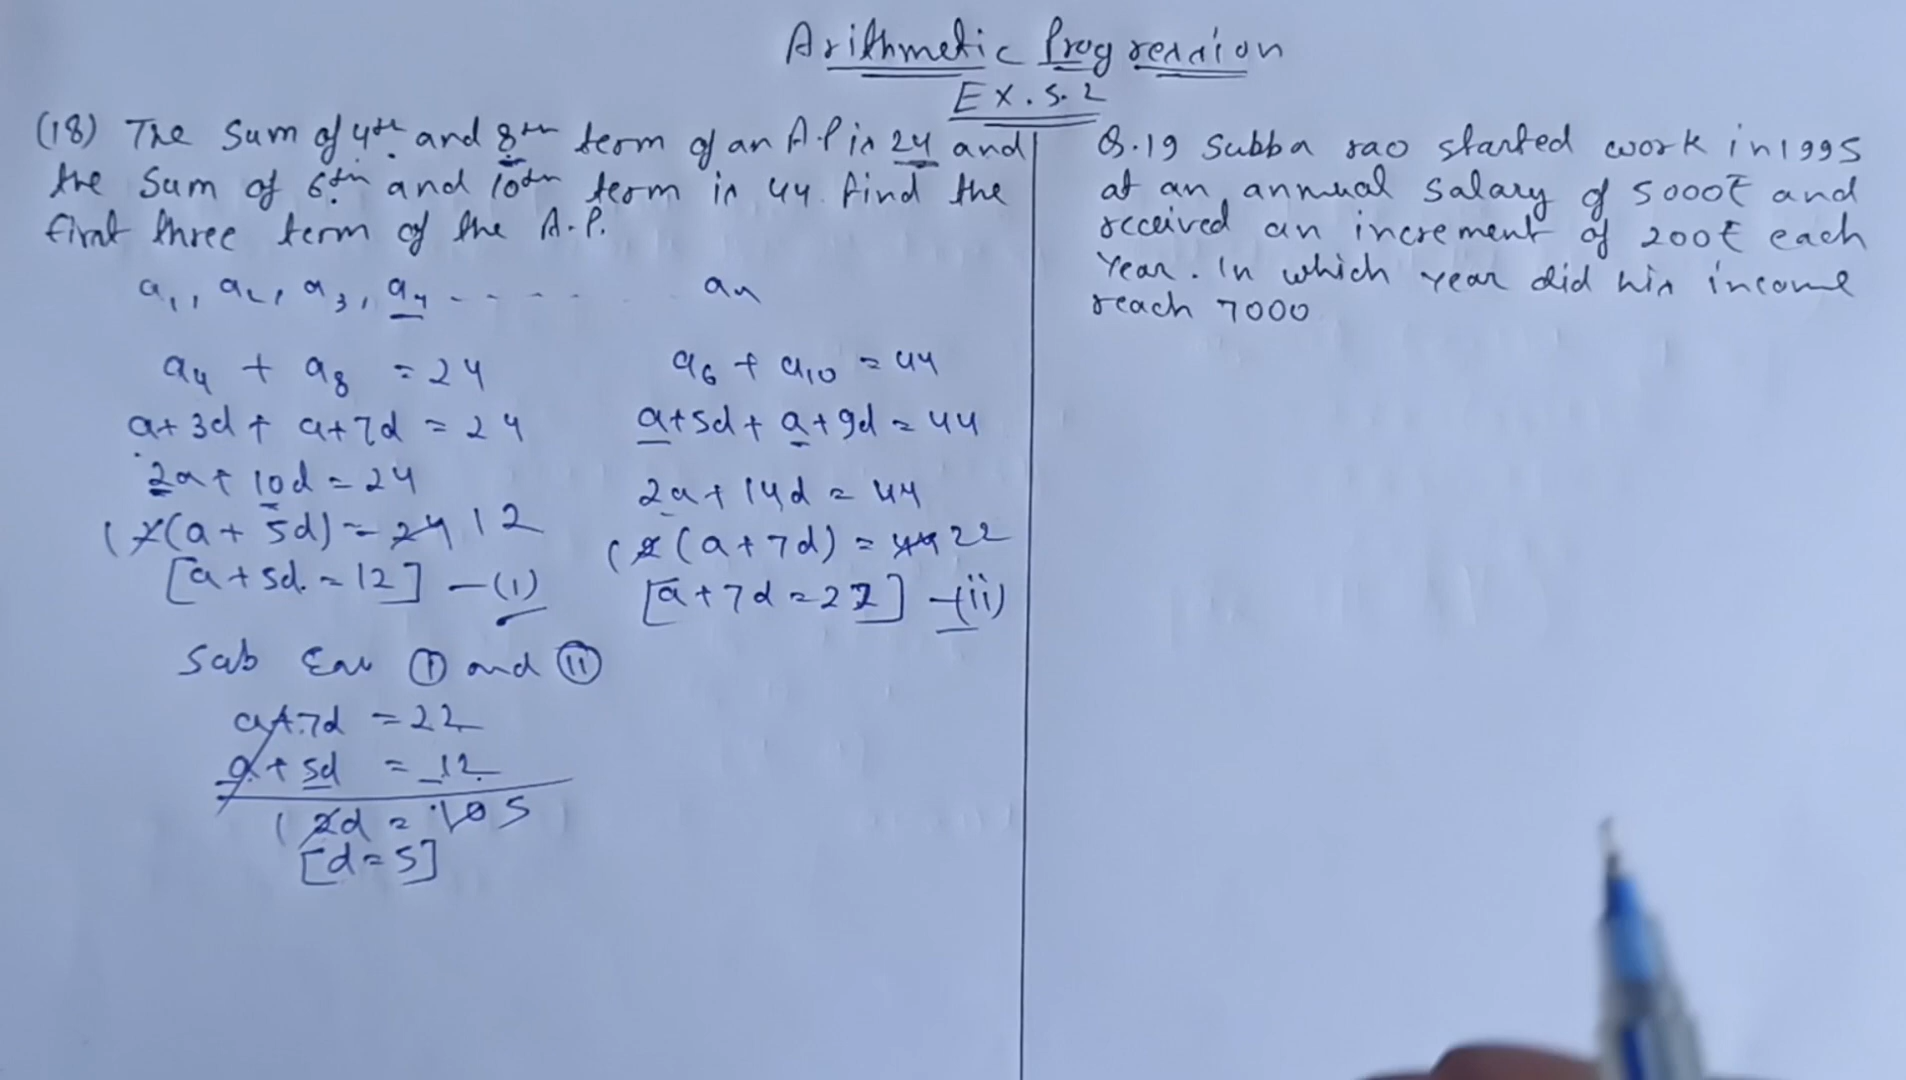 Arithmetic Progression
Ex. 5.2
(18) The Sum of 4th and 8th term of an A.P is 24 and
the Sum of 6th and 10th term is 44. find the
first three term of the A.P.
a1, a2, a3, a4 - - - - - an
a4 + a8 = 24
a+3d + a+7d = 24
2a + 10d = 24
1 2(a + 5d) = 24 12
[a + 5d = 12] — (i)
a6 + a10 = 44
a+5d + a+9d = 44
2a + 14d = 44
1 2 (a + 7d) = 44 22
[a + 7d = 22] — (ii)
Sub Eqn (I) and (II)
a+7d = 22
a + 5d = 12
1 2d = 10 5
[d = 5]
Q.19 Subba rao started work in 1995
at an annual salary of 5000₹ and
received an increment of 200₹ each
Year. In which year did his income
reach 7000